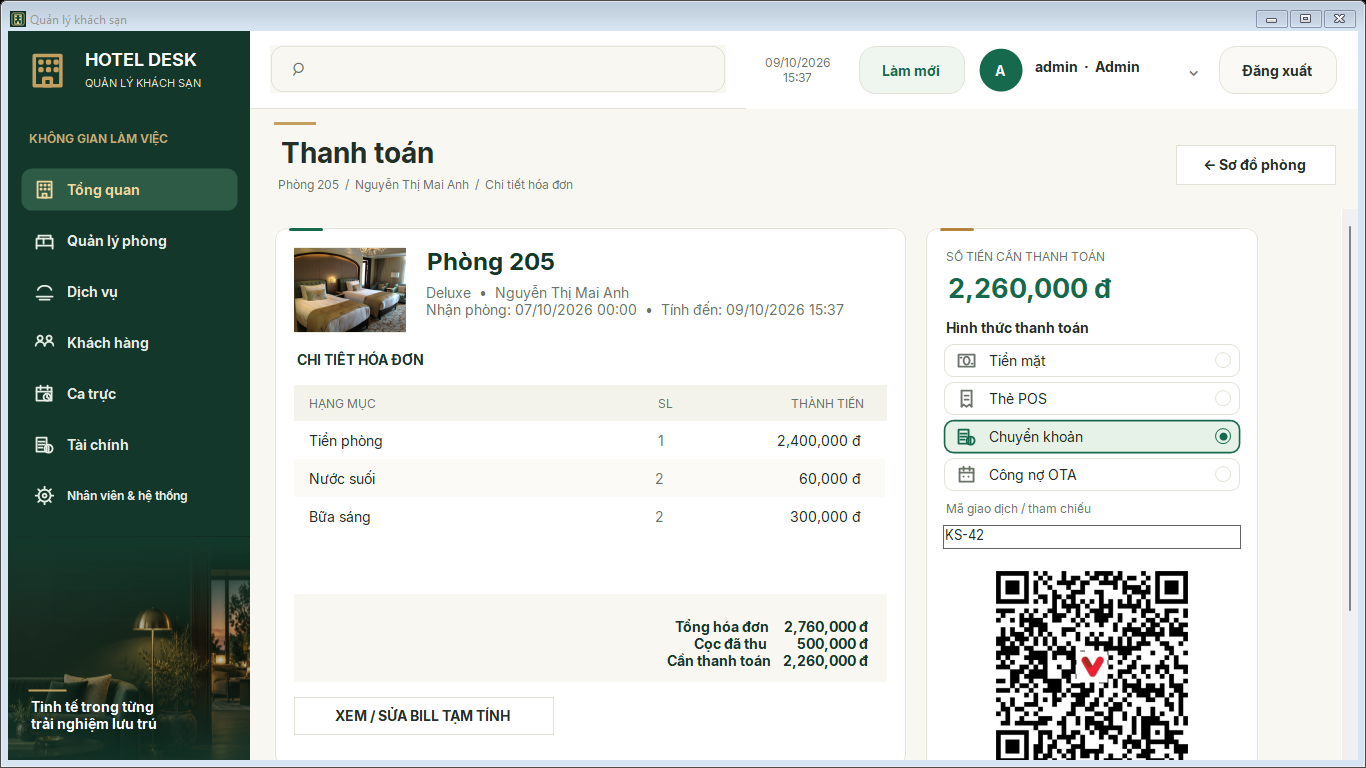 Quản lý khách sạn
HOTEL DESK
QUẢN LÝ KHÁCH SẠN
KHÔNG GIAN LÀM VIỆC
Tổng quan
Quản lý phòng
Dịch vụ
Khách hàng
Ca trực
Tài chính
Nhân viên & hệ thống
Tinh tế trong từng
trải nghiệm lưu trú
09/10/2026
15:37
Làm mới
A
admin · Admin
Đăng xuất
Thanh toán
Phòng 205 / Nguyễn Thị Mai Anh / Chi tiết hóa đơn
← Sơ đồ phòng
Phòng 205
Deluxe • Nguyễn Thị Mai Anh
Nhận phòng: 07/10/2026 00:00 • Tính đến: 09/10/2026 15:37
CHI TIẾT HÓA ĐƠN
HẠNG MỤC SL THÀNH TIỀN
Tiền phòng 1 2,400,000 đ
Nước suối 2 60,000 đ
Bữa sáng 2 300,000 đ
Tổng hóa đơn 2,760,000 đ
Cọc đã thu 500,000 đ
Cần thanh toán 2,260,000 đ
XEM / SỬA BILL TẠM TÍNH
SỐ TIỀN CẦN THANH TOÁN
2,260,000 đ
Hình thức thanh toán
Tiền mặt
Thẻ POS
Chuyển khoản
Công nợ OTA
Mã giao dịch / tham chiếu
KS-42